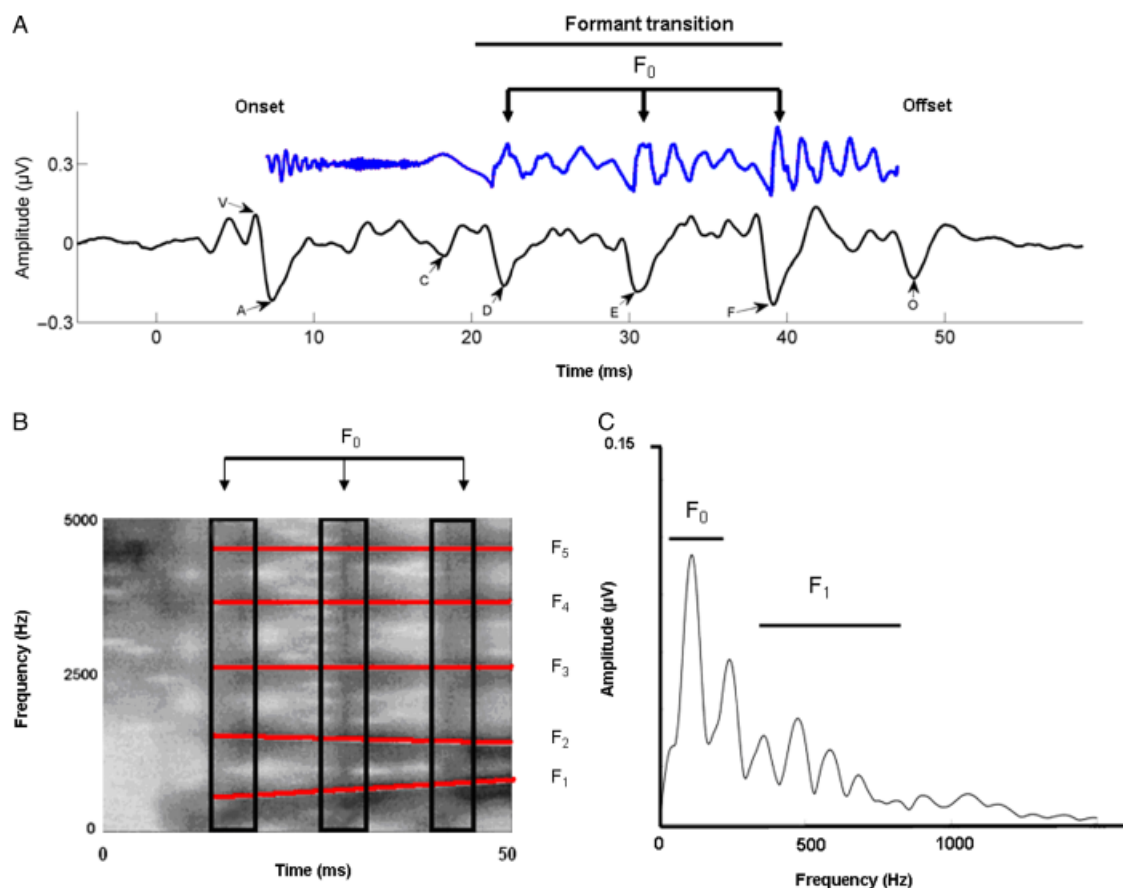 A
Formant transition
F0
Onset
Offset
Amplitude (µV)
0.3
0
−0.3
V
A
C
D
E
F
O
0
10
20
30
40
50
Time (ms)
B
F0
Frequency (Hz)
5000
2500
0
F5
F4
F3
F2
F1
0
50
Time (ms)
C
0.15
Amplitude (µV)
F0
F1
0
500
1000
Frequency (Hz)